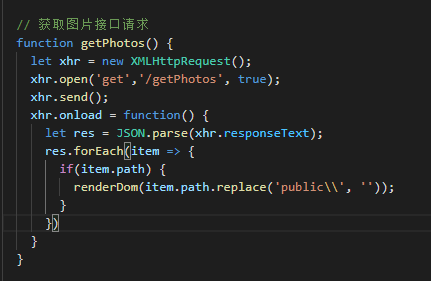 // 获取图片接口请求
function getPhotos() {
  let xhr = new XMLHttpRequest();
  xhr.open('get','/getPhotos', true);
  xhr.send();
  xhr.onload = function() {
    let res = JSON.parse(xhr.responseText);
    res.forEach(item => {
      if(item.path) {
        renderDom(item.path.replace('public\\', ''));
      }
    })
  }
}